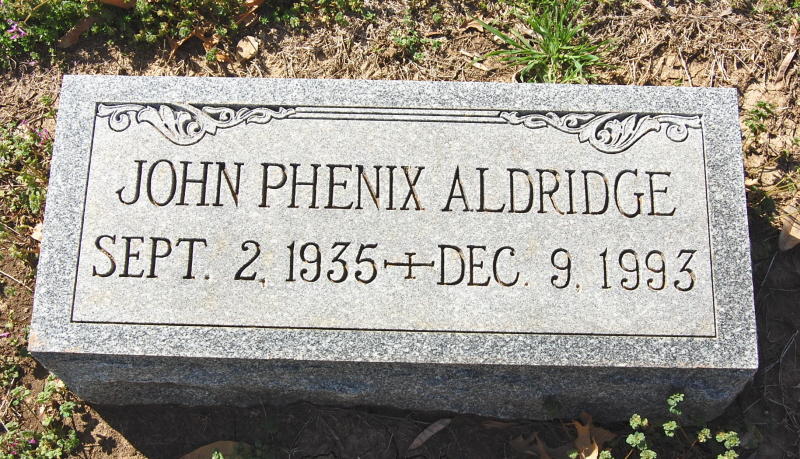 JOHN PHENIX ALDRIDGE
SEPT. 2, 1935 ✝ DEC. 9, 1993